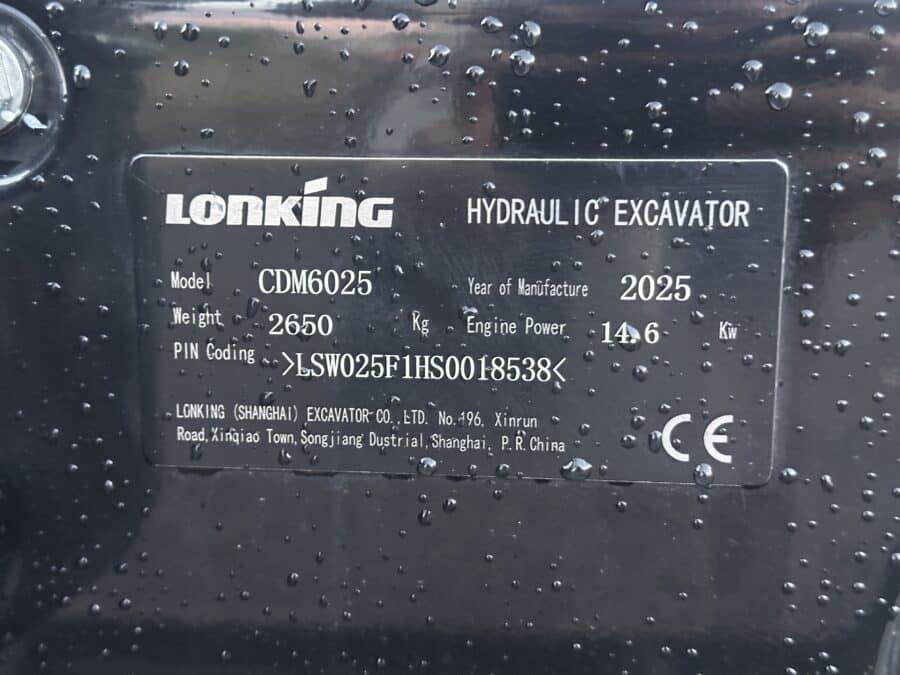 LONKING HYDRAULIC EXCAVATOR
Model CDM6025 Year of Manufacture 2025
Weight 2650 Kg Engine Power 14.6 Kw
PIN Coding >LSW025F1HS0018538<
LONKING (SHANGHAI) EXCAVATOR CO., LTD. No.196, Xinrun
Road, Xinqiao Town, Songjiang Dustrial, Shanghai, P.R.China
CE